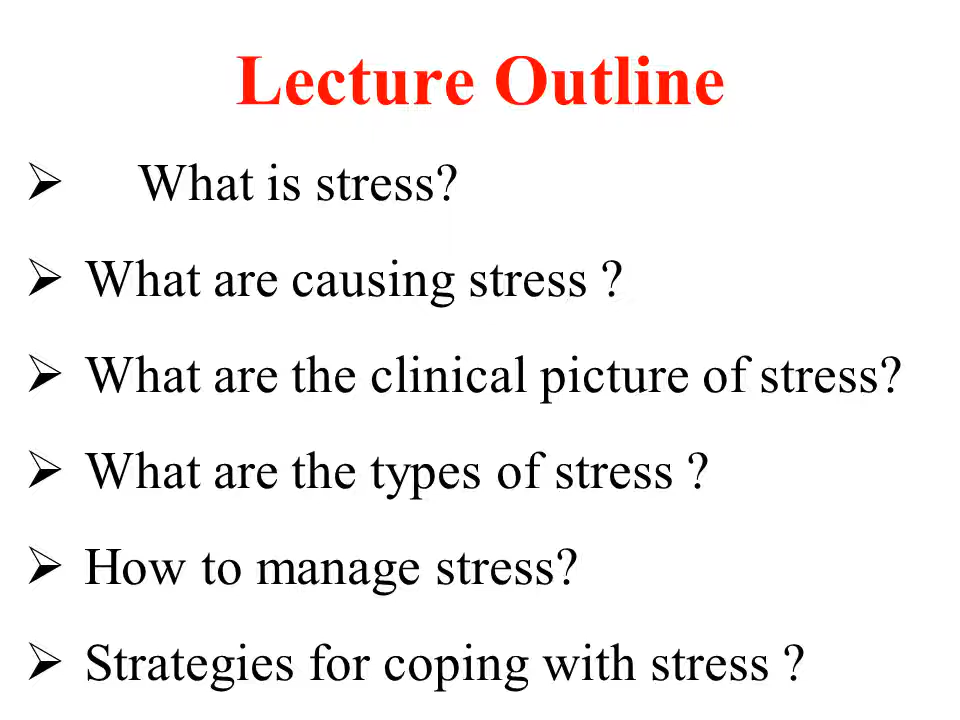 Lecture Outline
➢ What is stress?
➢ What are causing stress ?
➢ What are the clinical picture of stress?
➢ What are the types of stress ?
➢ How to manage stress?
➢ Strategies for coping with stress ?